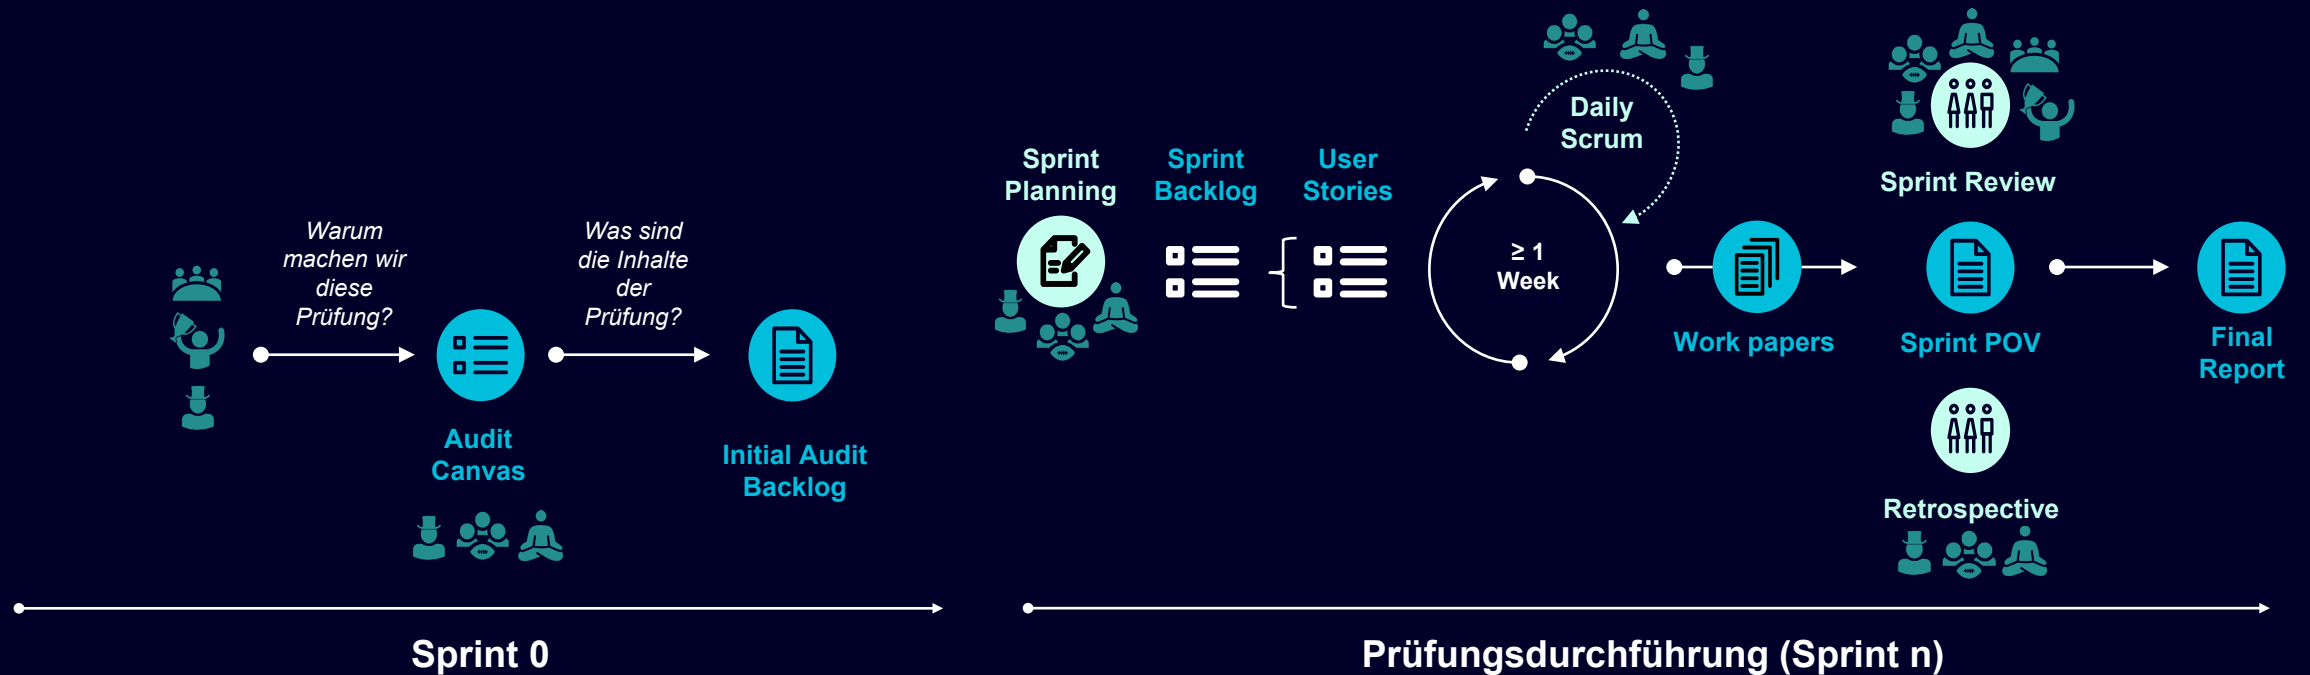 Warum
machen wir
diese
Prüfung?
Audit
Canvas
Was sind
die Inhalte
der
Prüfung?
Initial Audit
Backlog
Sprint 0
Sprint
Planning
Sprint
Backlog
User
Stories
Daily
Scrum
≥ 1
Week
Work papers
Sprint Review
Sprint POV
Retrospective
Final
Report
Prüfungsdurchführung (Sprint n)